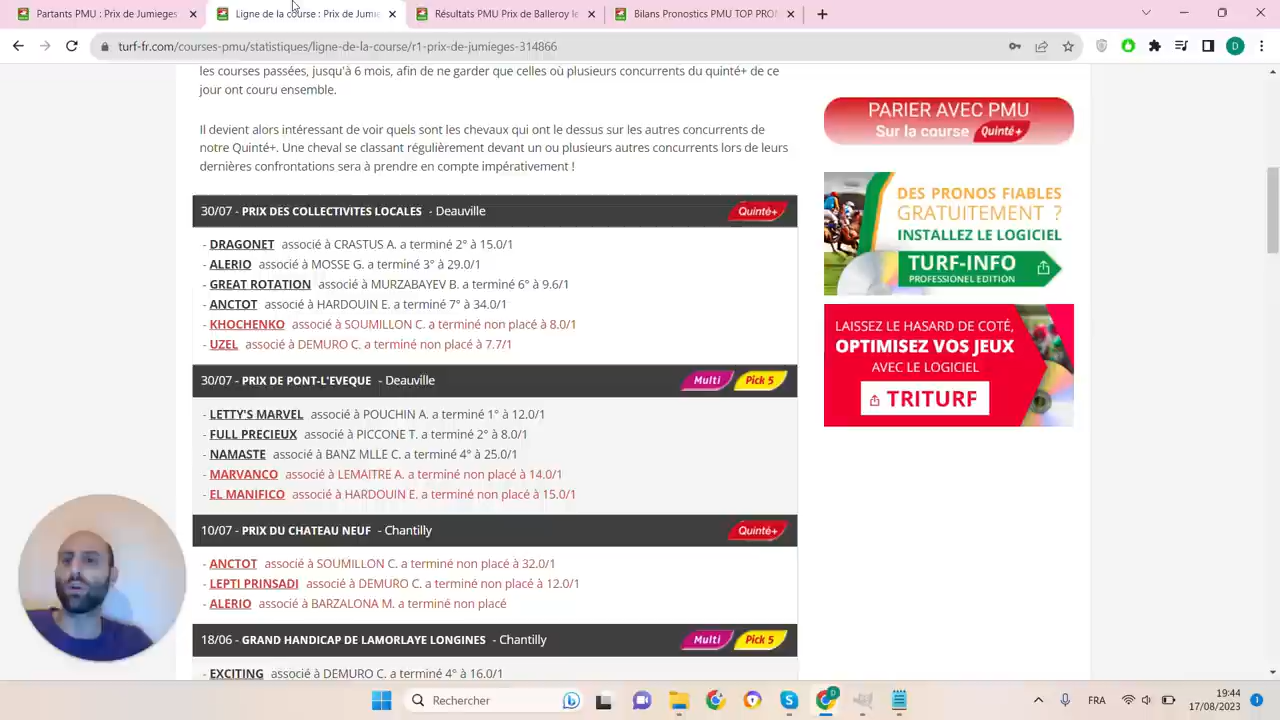 Ligne de la course : Prix de Jumi
Résultats PMU Prix de Balleroy le
Bilans Pronostics PMU TOP Prono
turf-fr.com/courses-pmu/statistiques/ligne-de-la-course/r1-prix-de-jumieges-314866
D
les courses passées, jusqu'à 6 mois, afin de ne garder que celles où plusieurs concurrents du quinté+ de ce
jour ont couru ensemble.
Il devient alors intéressant de voir quels sont les chevaux qui ont le dessus sur les autres concurrents de
notre Quinté+. Une cheval se classant régulièrement devant un ou plusieurs autres concurrents lors de leurs
dernières confrontations sera à prendre en compte impérativement !
30/07 - PRIX DES COLLECTIVITES LOCALES - Deauville Quinté+
- DRAGONET associé à CRASTUS A. a terminé 2° à 15.0/1
- ALERIO associé à MOSSE G. a terminé 3° à 29.0/1
- GREAT ROTATION associé à MURZABAYEV B. a terminé 6° à 9.6/1
- ANCTOT associé à HARDOUIN E. a terminé 7° à 34.0/1
- KHOCHENKO associé à SOUMILLON C. a terminé non placé à 8.0/1
- UZEL associé à DEMURO C. a terminé non placé à 7.7/1
30/07 - PRIX DE PONT-L'EVEQUE - Deauville Multi Pick 5
- LETTY'S MARVEL associé à POUCHIN A. a terminé 1° à 12.0/1
- FULL PRECIEUX associé à PICCONE T. a terminé 2° à 8.0/1
- NAMASTE associé à BANZ MLLE C. a terminé 4° à 25.0/1
- MARVANCO associé à LEMAITRE A. a terminé non placé à 14.0/1
- EL MANIFICO associé à HARDOUIN E. a terminé non placé à 15.0/1
10/07 - PRIX DU CHATEAU NEUF - Chantilly Quinté+
- ANCTOT associé à SOUMILLON C. a terminé non placé à 32.0/1
- LEPTI PRINSADI associé à DEMURO C. a terminé non placé à 12.0/1
- ALERIO associé à BARZALONA M. a terminé non placé
18/06 - GRAND HANDICAP DE LAMORLAYE LONGINES - Chantilly Multi Pick 5
- EXCITING associé à DEMURO C. a terminé 4° à 16.0/1
PARIER AVEC PMU
Sur la course Quinté+
DES PRONOS FIABLES
GRATUITEMENT ?
INSTALLEZ LE LOGICIEL
TURF-INFO
PROFESSIONEL EDITION
LAISSEZ LE HASARD DE COTÉ,
OPTIMISEZ VOS JEUX
AVEC LE LOGICIEL
TRITURF
Rechercher
FRA
19:44
17/08/2023